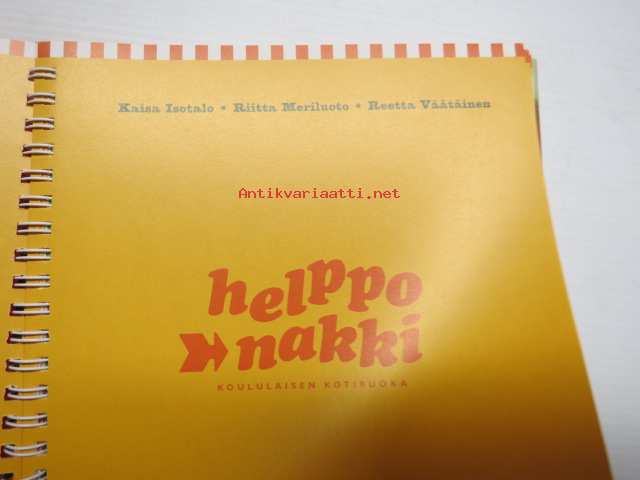 Kaisa Isotalo • Riitta Meriluoto • Reetta Väätäinen
Antikvariaatti.net
helppo
nakki
KOULULAISEN KOTIRUOKA